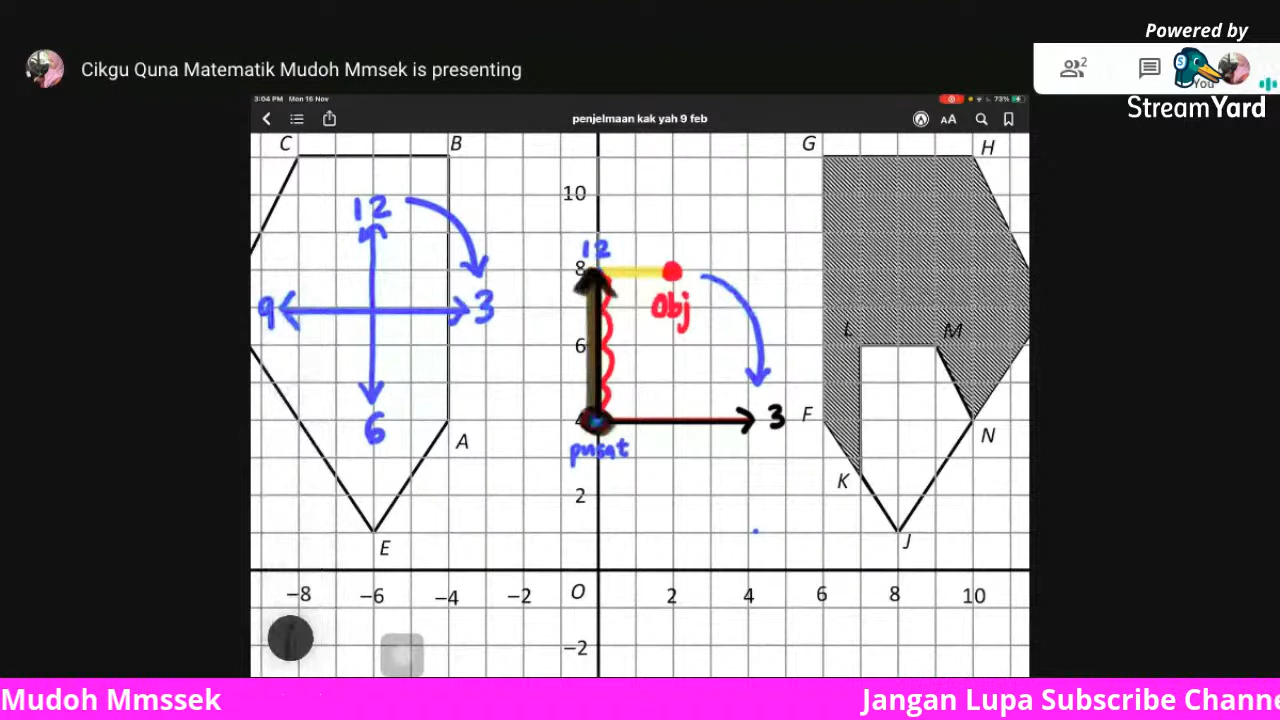 Powered by
StreamYard
Cikgu Quna Matematik Mudoh Mmsek is presenting
2
You
3:04 PM Mon 16 Nov
73%
penjelmaan kak yah 9 feb
AA
C
B
G
H
12
10
12
8
9
3
Obj
6
L
M
6
4
3
F
A
pusat
N
2
K
E
J
−8
−6
−4
−2
O
2
4
6
8
10
−2
Mudoh Mmssek
Jangan Lupa Subscribe Channe